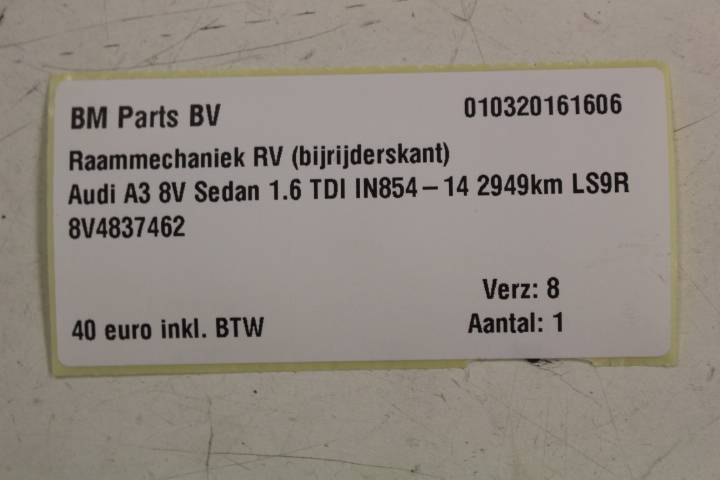 BM Parts BV 010320161606
Raammechaniek RV (bijrijderskant)
Audi A3 8V Sedan 1.6 TDI IN854-14 2949km LS9R
8V4837462
Verz: 8
40 euro inkl. BTW Aantal: 1